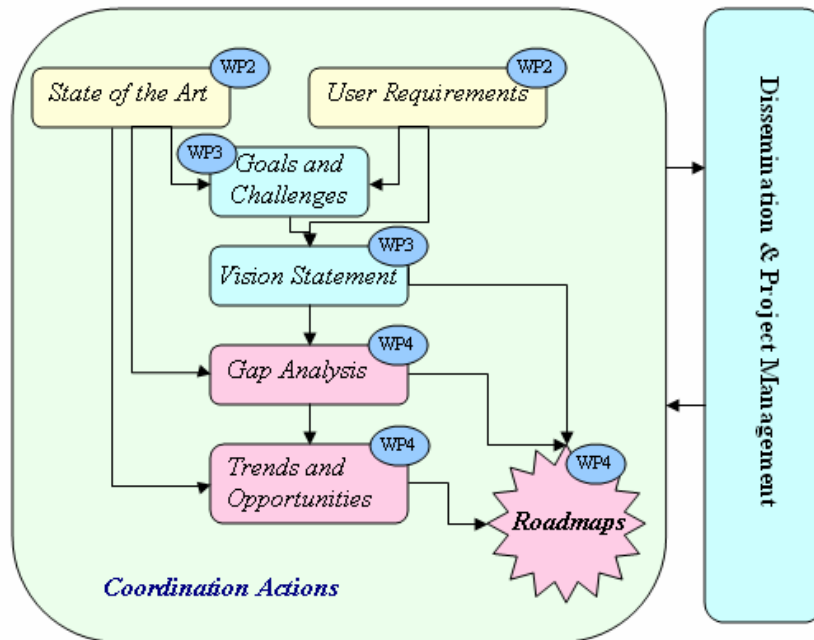 WP2
State of the Art
WP2
User Requirements
WP3
Goals and
Challenges
WP3
Vision Statement
WP4
Gap Analysis
WP4
Trends and
Opportunities
WP4
Roadmaps
Coordination Actions
Dissemination & Project Management